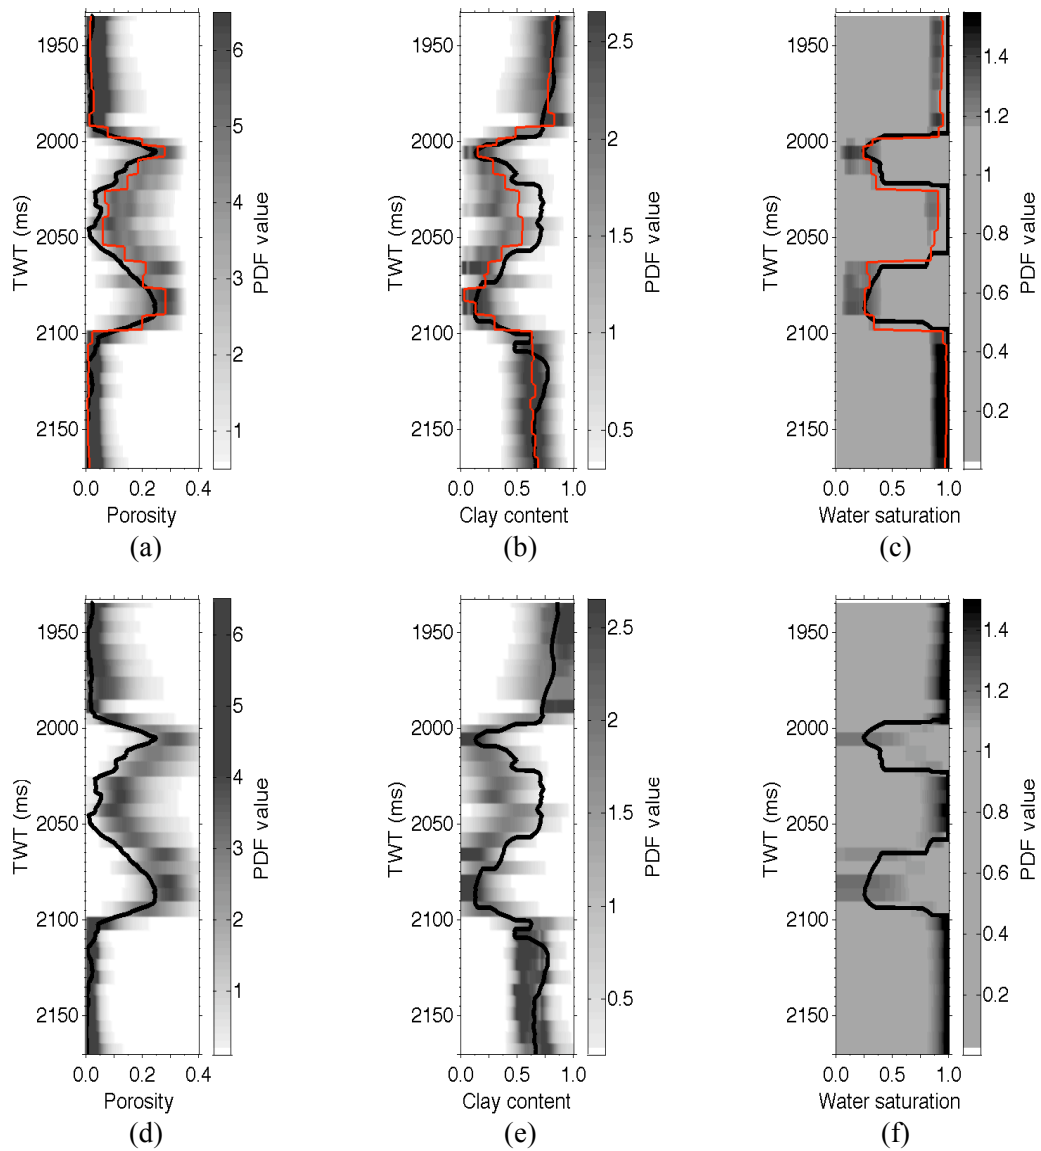 1950
2000
2050
2100
2150
TWT (ms)
0.0 0.2 0.4
Porosity
6
5
4
3
2
1
PDF value
(a)
1950
2000
2050
2100
2150
TWT (ms)
0.0 0.5 1.0
Clay content
2.5
2
1.5
1
0.5
PDF value
(b)
1950
2000
2050
2100
2150
TWT (ms)
0.0 0.5 1.0
Water saturation
1.4
1.2
1
0.8
0.6
0.4
0.2
PDF value
(c)
1950
2000
2050
2100
2150
TWT (ms)
0.0 0.2 0.4
Porosity
6
5
4
3
2
1
PDF value
(d)
1950
2000
2050
2100
2150
TWT (ms)
0.0 0.5 1.0
Clay content
2.5
2
1.5
1
0.5
PDF value
(e)
1950
2000
2050
2100
2150
TWT (ms)
0.0 0.5 1.0
Water saturation
1.4
1.2
1
0.8
0.6
0.4
0.2
PDF value
(f)